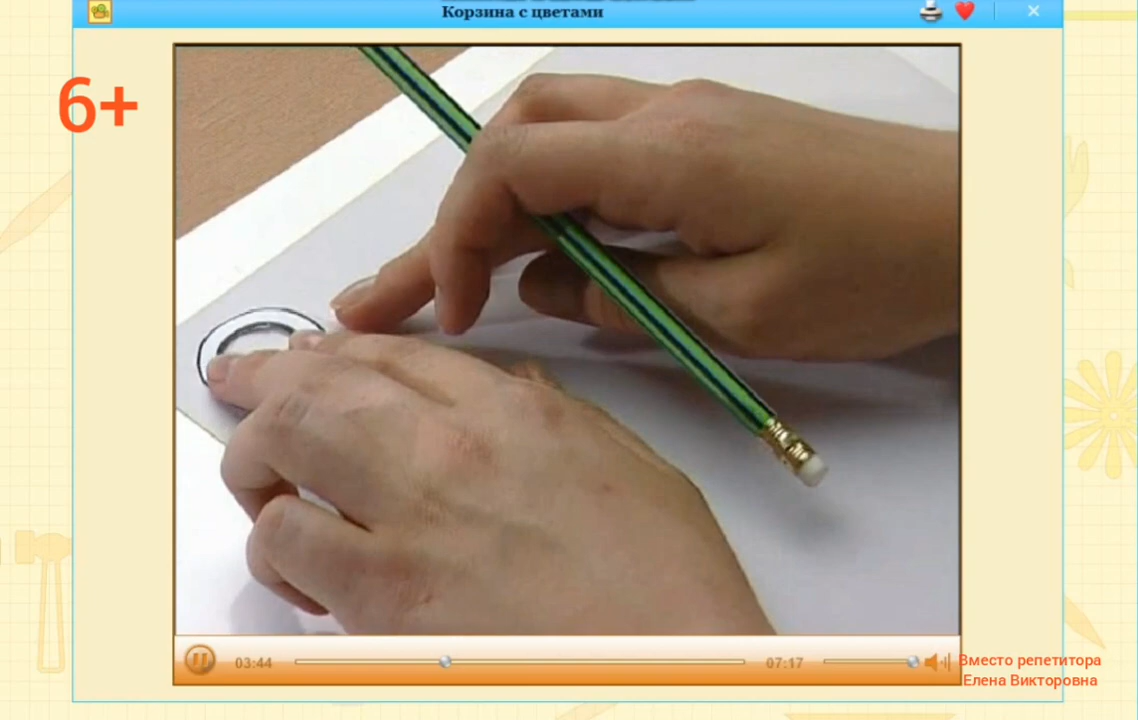 Корзина с цветами
6+
03:44
07:17
Вместо репетитора
Елена Викторовна